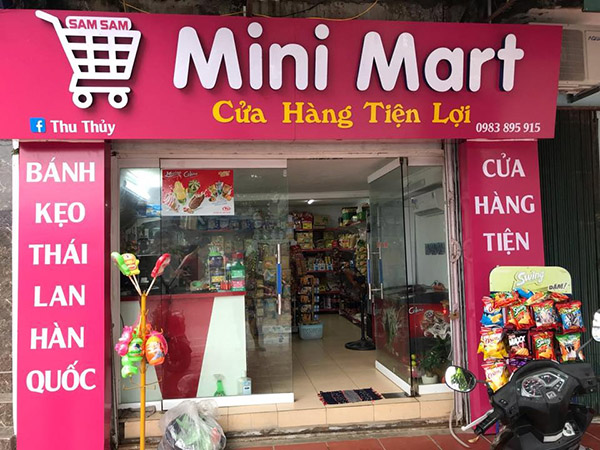 SAM SAM
Mini Mart
Cửa Hàng Tiện Lợi
Thu Thủy
0983 895 915
BÁNH
KẸO
THÁI
LAN
HÀN
QUỐC
CỬA
HÀNG
TIỆN
Swing